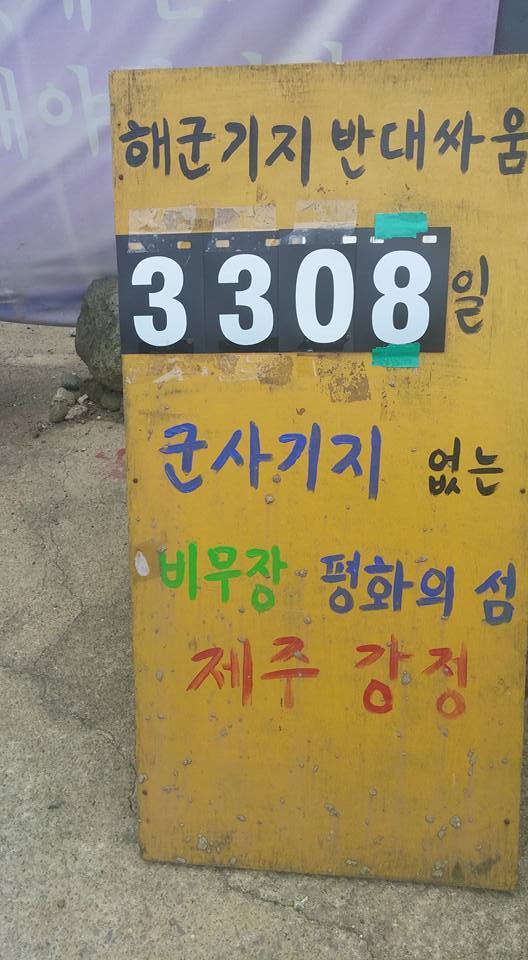 해군기지 반대싸움
3308일
군사기지 없는
비무장 평화의 섬
제주 강정